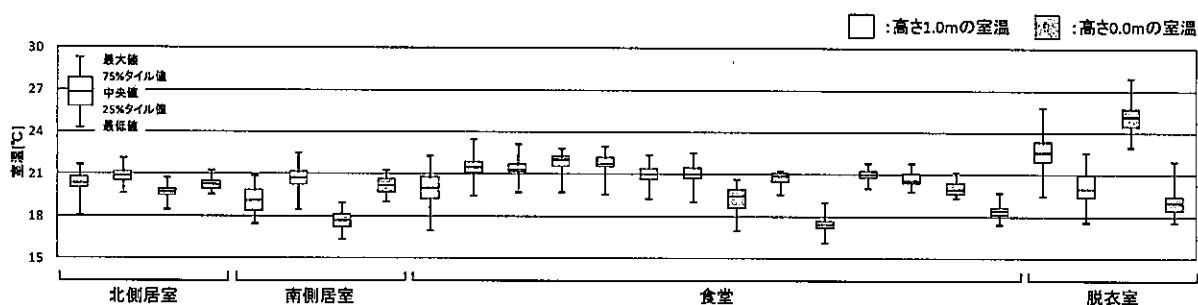 :高さ1.0mの室温 :高さ0.0mの室温
30
27
24
21
18
15
室温[℃]
最大値
75%タイル値
中央値
25%タイル値
最低値
北側居室 南側居室 食堂 脱衣室